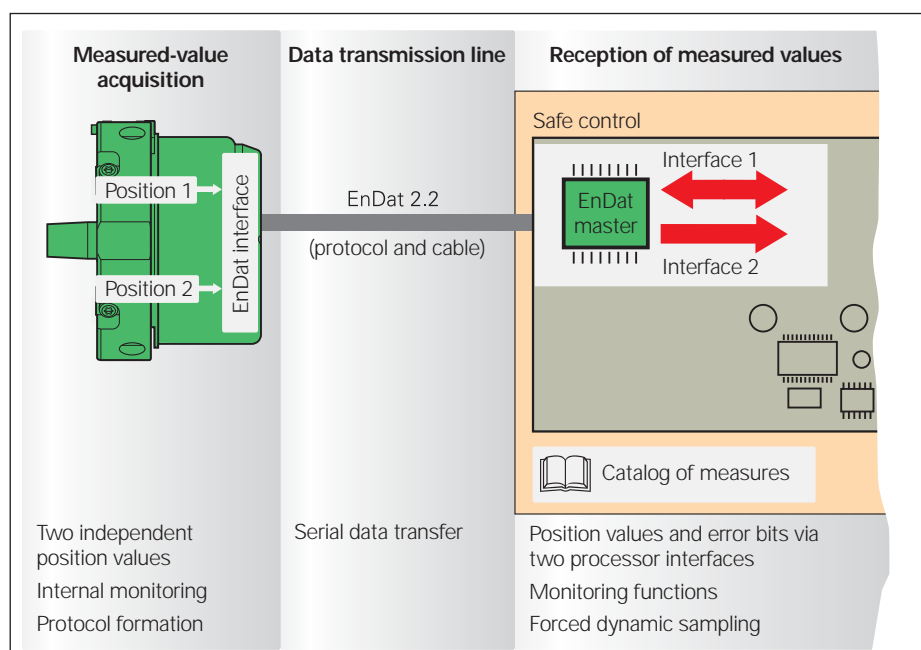 Measured-value
acquisition
Data transmission line
Reception of measured values
Safe control
Position 1
Position 2
EnDat interface
EnDat 2.2
(protocol and cable)
EnDat
master
Interface 1
Interface 2
Catalog of measures
Two independent
position values
Internal monitoring
Protocol formation
Serial data transfer
Position values and error bits via
two processor interfaces
Monitoring functions
Forced dynamic sampling